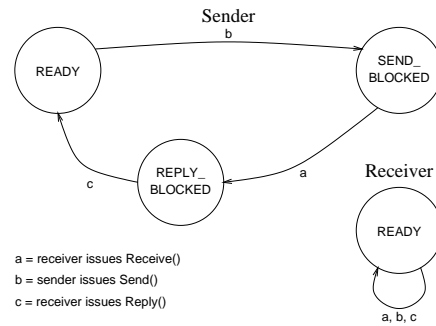 Sender
b
READY
SEND_
BLOCKED
REPLY_
BLOCKED
c
a
Receiver
READY
a, b, c
a = receiver issues Receive()
b = sender issues Send()
c = receiver issues Reply()